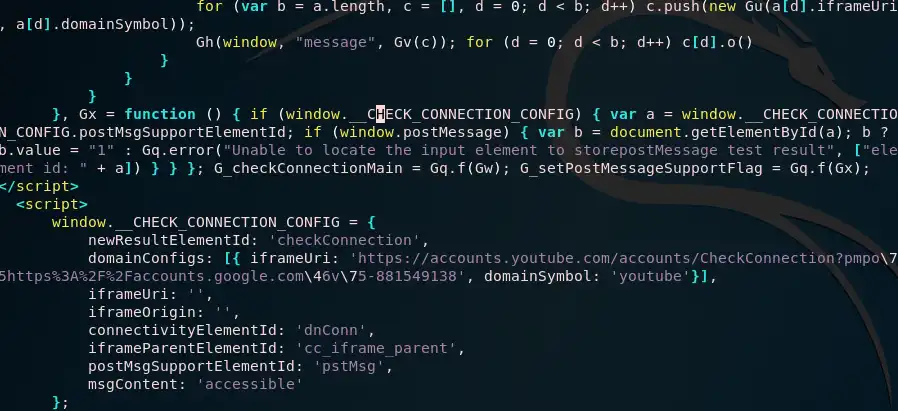 for (var b = a.length, c = [], d = 0; d < b; d++) c.push(new Gu(a[d].iframeUri
, a[d].domainSymbol));
Gh(window, "message", Gv(c)); for (d = 0; d < b; d++) c[d].o()
}
}
}
}, Gx = function () { if (window.__CHECK_CONNECTION_CONFIG) { var a = window.__CHECK_CONNECTIO
N_CONFIG.postMsgSupportElementId; if (window.postMessage) { var b = document.getElementById(a); b ?
b.value = "1" : Gq.error("Unable to locate the input element to storepostMessage test result", ["ele
ment id: " + a]) } } }; G_checkConnectionMain = Gq.f(Gw); G_setPostMessageSupportFlag = Gq.f(Gx);
</script>
<script>
window.__CHECK_CONNECTION_CONFIG = {
newResultElementId: 'checkConnection',
domainConfigs: [{ iframeUri: 'https://accounts.youtube.com/accounts/CheckConnection?pmpo\7
5https%3A%2F%2Faccounts.google.com\46v\75-881549138', domainSymbol: 'youtube'}],
iframeUri: '',
iframeOrigin: '',
connectivityElementId: 'dnConn',
iframeParentElementId: 'cc_iframe_parent',
postMsgSupportElementId: 'pstMsg',
msgContent: 'accessible'
};